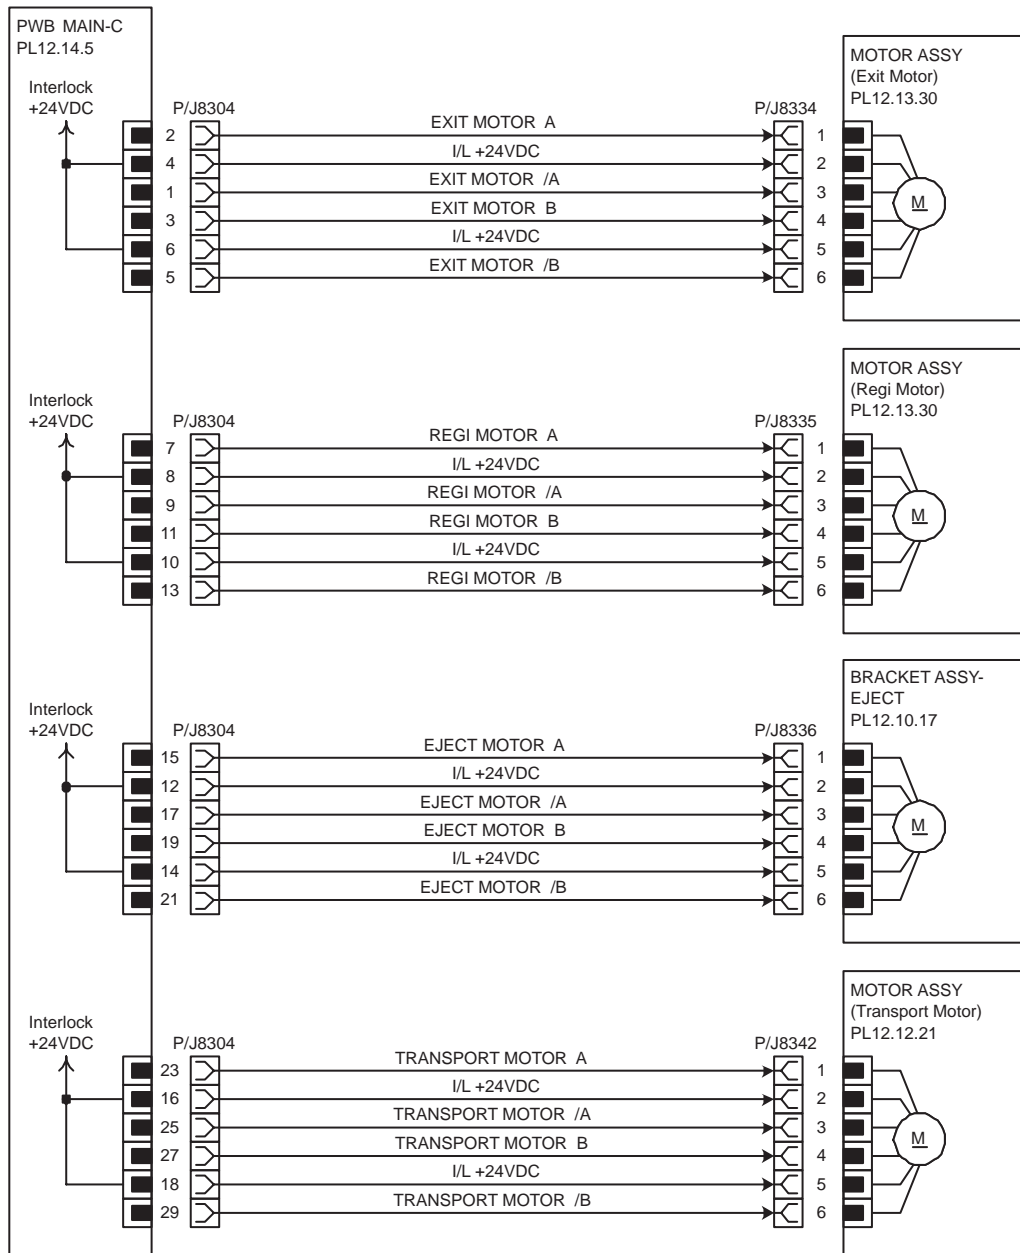 PWB MAIN-C
PL12.14.5
Interlock
+24VDC
P/J8304
P/J8334
MOTOR ASSY
(Exit Motor)
PL12.13.30
2 EXIT MOTOR A 1
4 I/L +24VDC 2
1 EXIT MOTOR /A 3
3 EXIT MOTOR B 4
6 I/L +24VDC 5
5 EXIT MOTOR /B 6
M
Interlock
+24VDC
P/J8304
P/J8335
MOTOR ASSY
(Regi Motor)
PL12.13.30
7 REGI MOTOR A 1
8 I/L +24VDC 2
9 REGI MOTOR /A 3
11 REGI MOTOR B 4
10 I/L +24VDC 5
13 REGI MOTOR /B 6
M
Interlock
+24VDC
P/J8304
P/J8336
BRACKET ASSY-
EJECT
PL12.10.17
15 EJECT MOTOR A 1
12 I/L +24VDC 2
17 EJECT MOTOR /A 3
19 EJECT MOTOR B 4
14 I/L +24VDC 5
21 EJECT MOTOR /B 6
M
Interlock
+24VDC
P/J8304
P/J8342
MOTOR ASSY
(Transport Motor)
PL12.12.21
23 TRANSPORT MOTOR A 1
16 I/L +24VDC 2
25 TRANSPORT MOTOR /A 3
27 TRANSPORT MOTOR B 4
18 I/L +24VDC 5
29 TRANSPORT MOTOR /B 6
M